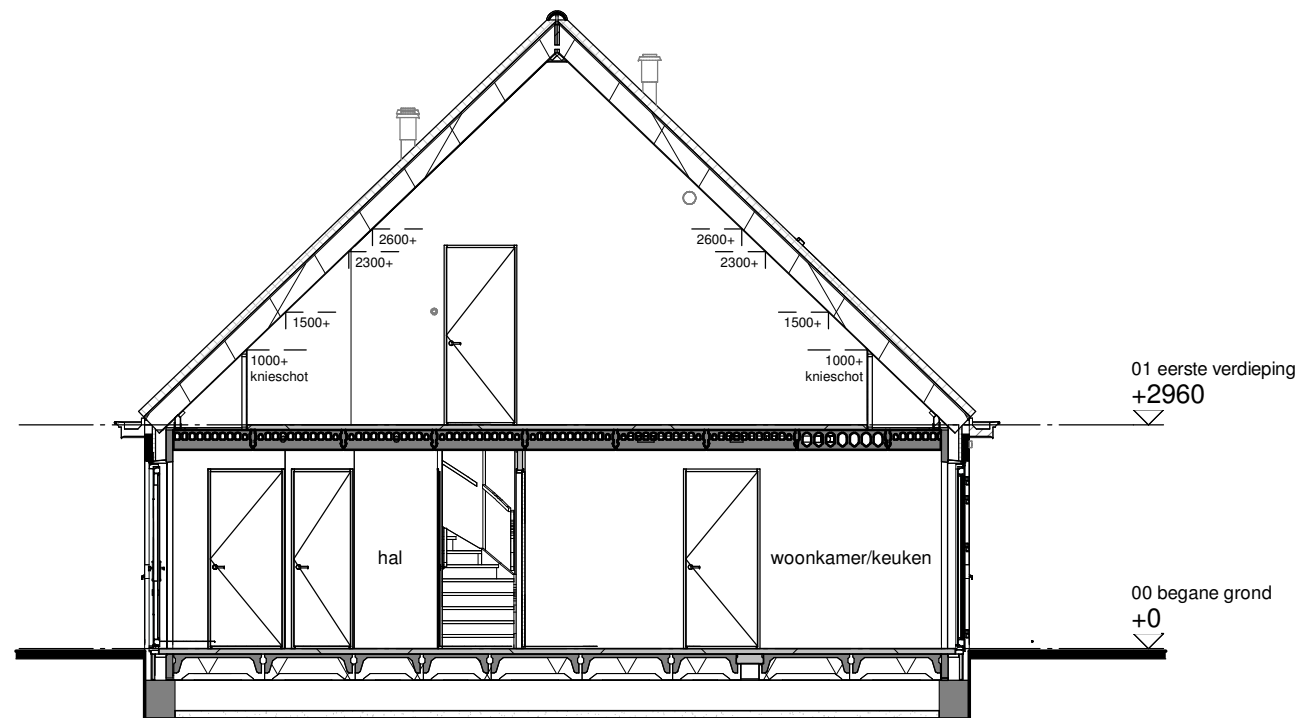 2600+
2600+
2300+
2300+
1500+
1500+
1000+
knieschot
1000+
knieschot
01 eerste verdieping
+2960
hal
woonkamer/keuken
00 begane grond
+0